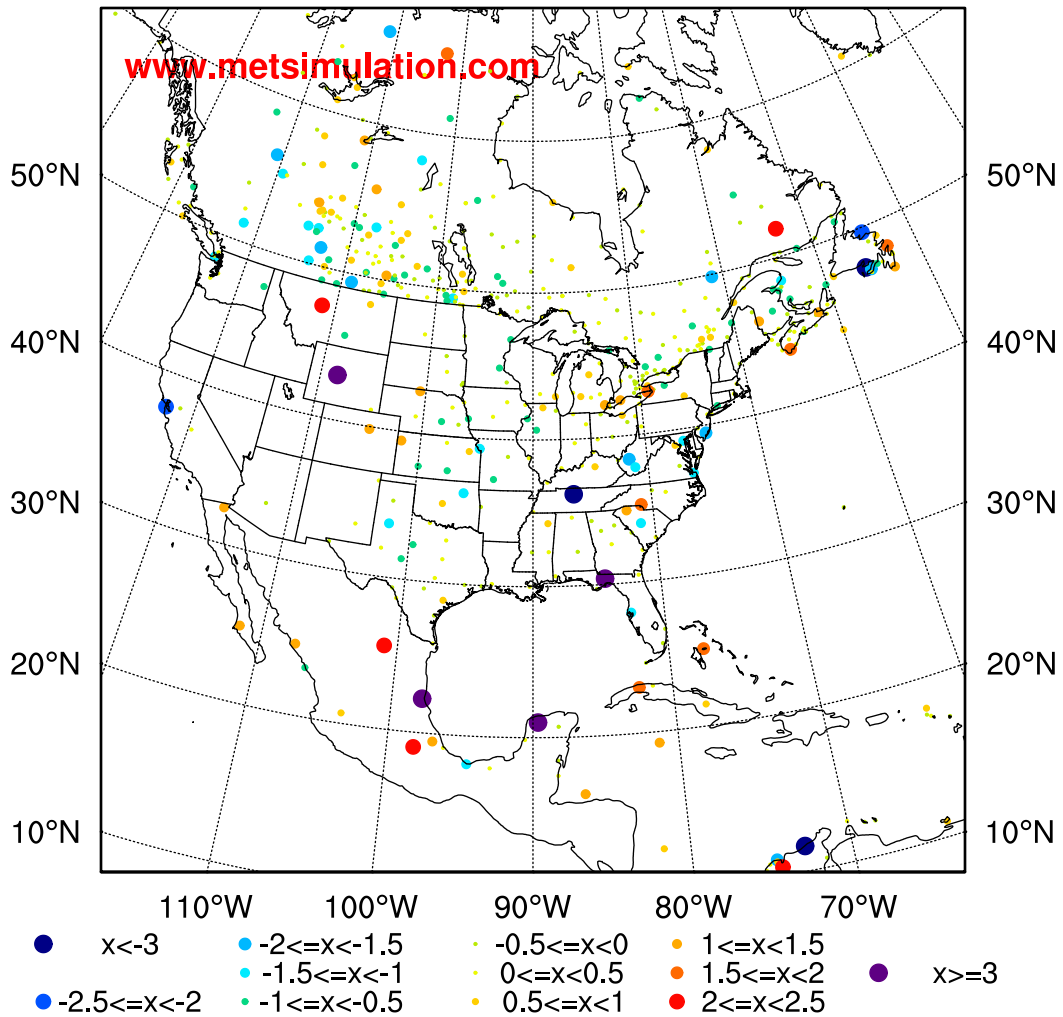 www.metsimulation.com
50°N 50°N
40°N 40°N
30°N 30°N
20°N 20°N
10°N 10°N
110°W 100°W 90°W 80°W 70°W
x<-3 -2<=x<-1.5 -0.5<=x<0 1<=x<1.5
-1.5<=x<-1 0<=x<0.5 1.5<=x<2 x>=3
-2.5<=x<-2 -1<=x<-0.5 0.5<=x<1 2<=x<2.5